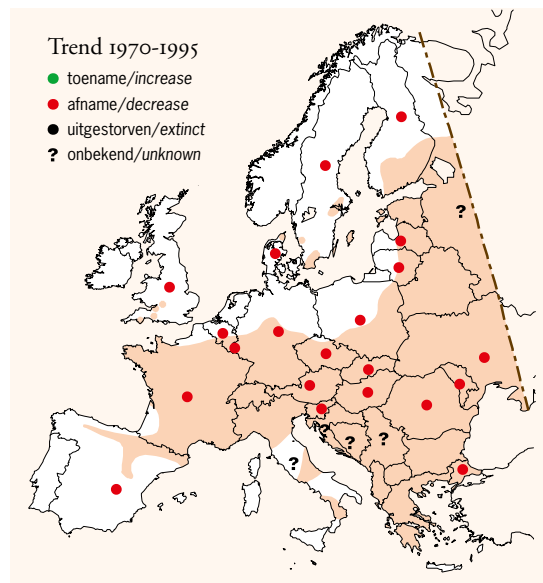 Trend 1970-1995
toename/increase
afname/decrease
uitgestorven/extinct
? onbekend/unknown
?
?
?
?
?